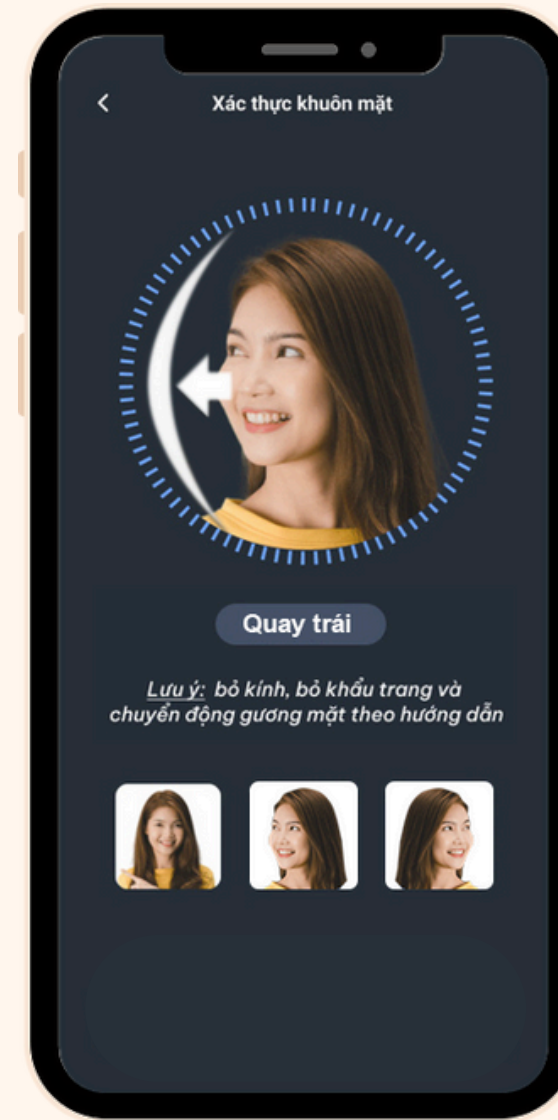 Xác thực khuôn mặt
Quay trái
Lưu ý: bỏ kính, bỏ khẩu trang và
chuyển động gương mặt theo hướng dẫn